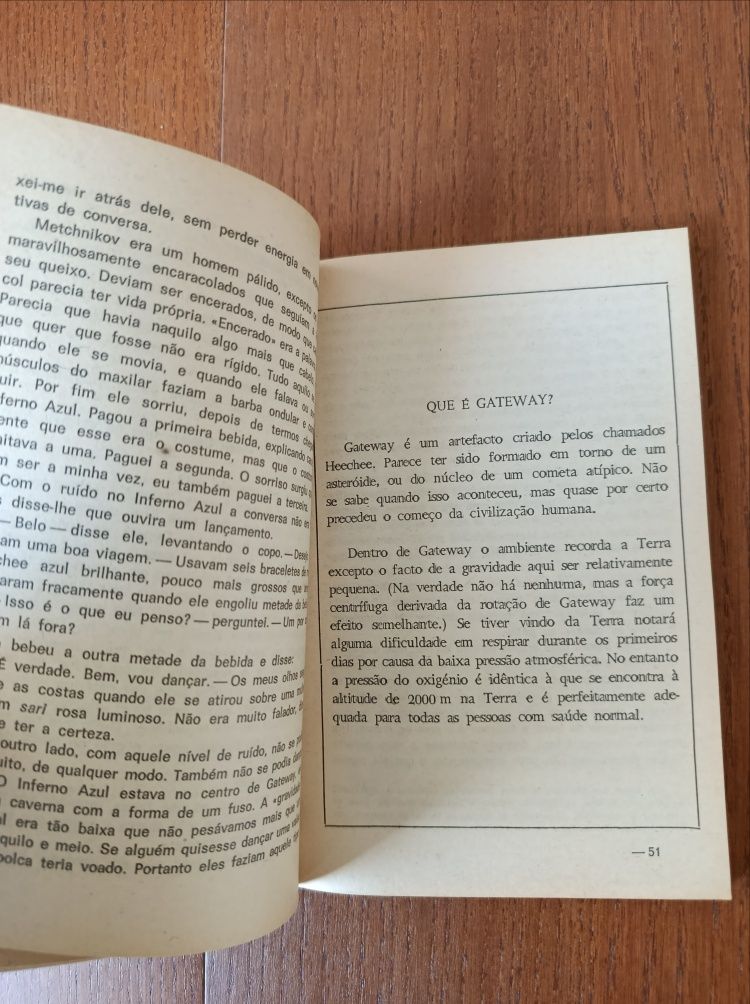 xei-me ir atrás dele, sem perder energia em
tivas de conversa.
Metchnikov era um homem pálido, excepto
maravilhosamente encaracolados que seguiam
seu queixo. Deviam ser encerados, de modo que
col parecia ter vida própria. «Encerado» era a
Parecia que havia naquilo algo mais que
que quer que fosse não era rígido. Tudo aquilo
quando ele se movia, e quando ele falava ou
músculos do maxilar faziam a barba ondular e
uir. Por fim ele sorriu, depois de termos
ferno Azul. Pagou a primeira bebida, explicando
ente que esse era o costume, mas que o
itava a uma. Paguei a segunda. O sorriso surgiu
m ser a minha vez, eu também paguei a terceira.
Com o ruído no Inferno Azul a conversa não
s disse-lhe que ouvira um lançamento.
— Belo — disse ele, levantando o copo. —
am uma boa viagem. — Usavam seis braceletes de
chee azul brilhante, pouco mais grossos que
aram fracamente quando ele engoliu metade da
Isso é o que eu penso? — perguntei. — Um
m lá fora?
bebeu a outra metade da bebida e disse:
É verdade. Bem, vou dançar. — Os meus olhos
e as costas quando ele se atirou sobre uma
m sari rosa luminoso. Não era muito falador,
e ter a certeza.
outro lado, com aquele nível de ruído, não se
uito, de qualquer modo. Também não se podia
O Inferno Azul estava no centro de Gateway,
caverna com a forma de um fuso. A
al era tão baixa que não pesávamos mais que
quilo e meio. Se alguém quisesse dançar uma
polca teria voado. Portanto eles faziam aquele
QUE É GATEWAY?
Gateway é um artefacto criado pelos chamados
Heechee. Parece ter sido formado em torno de um
asteróide, ou do núcleo de um cometa atípico. Não
se sabe quando isso aconteceu, mas quase por certo
precedeu o começo da civilização humana.
Dentro de Gateway o ambiente recorda a Terra
excepto o facto de a gravidade aqui ser relativamente
pequena. (Na verdade não há nenhuma, mas a força
centrífuga derivada da rotação de Gateway faz um
efeito semelhante.) Se tiver vindo da Terra notará
alguma dificuldade em respirar durante os primeiros
dias por causa da baixa pressão atmosférica. No entanto
a pressão do oxigénio é idêntica à que se encontra à
altitude de 2000 m na Terra e é perfeitamente ade-
quada para todas as pessoas com saúde normal.
— 51